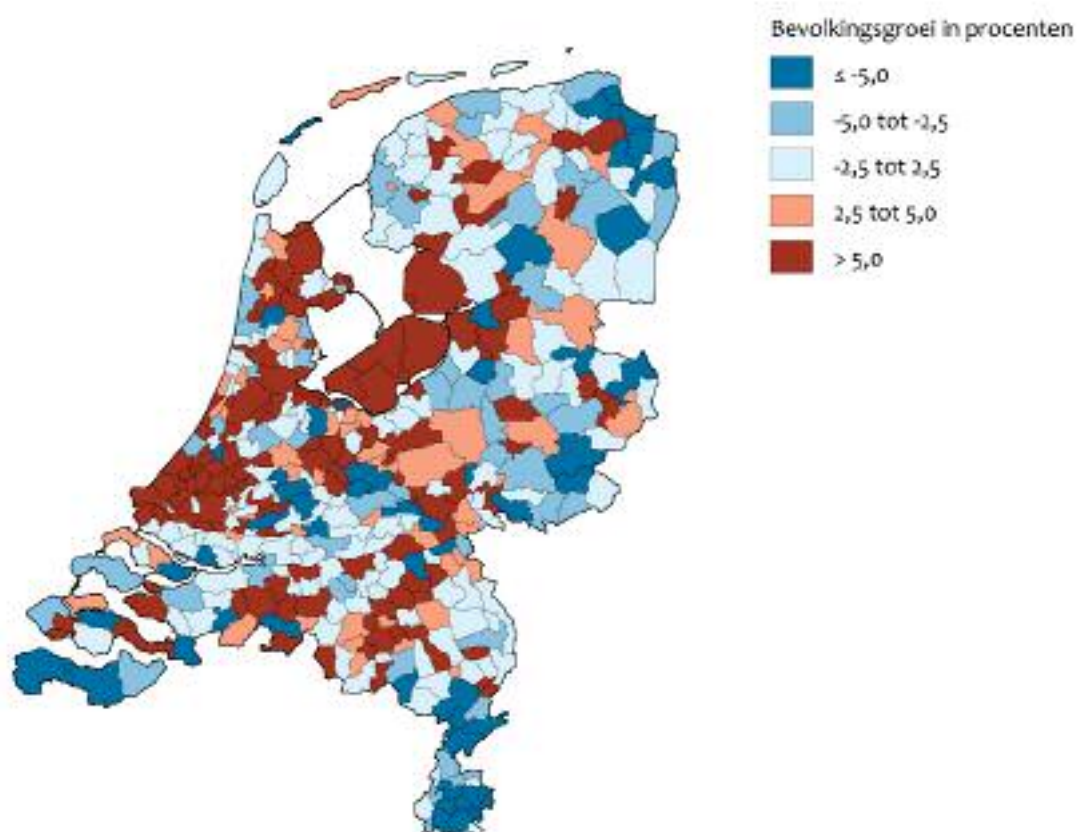 Bevolkingsgroei in procenten
≤ -5,0
-5,0 tot -2,5
-2,5 tot 2,5
2,5 tot 5,0
> 5,0